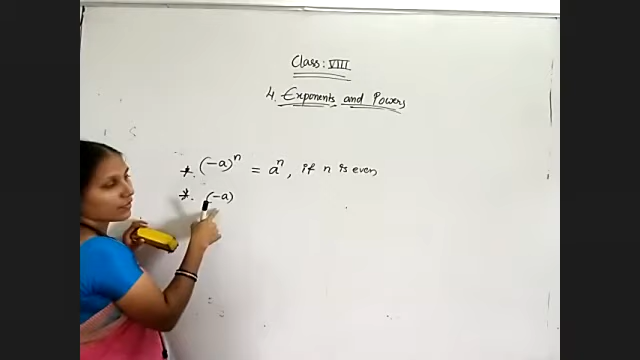 Class: VIII
4. Exponents and Powers
*. (-a)ⁿ = aⁿ, if n is even
*. (-a)